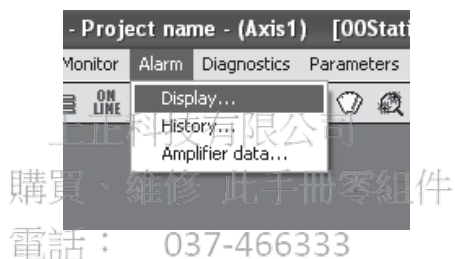 - Project name - (Axis1) [00Stati
Monitor Alarm Diagnostics Parameters
ON LINE
Display...
History...
Amplifier data...
上正科技有限公司
購買、維修 此手冊零組件
電話： 037-466333